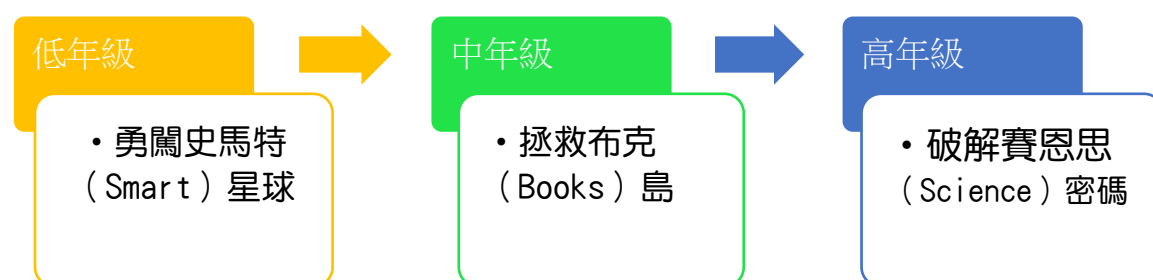 低年級
・勇闖史馬特
（Smart）星球
中年級
・拯救布克
（Books）島
高年級
・破解賽恩思
（Science）密碼